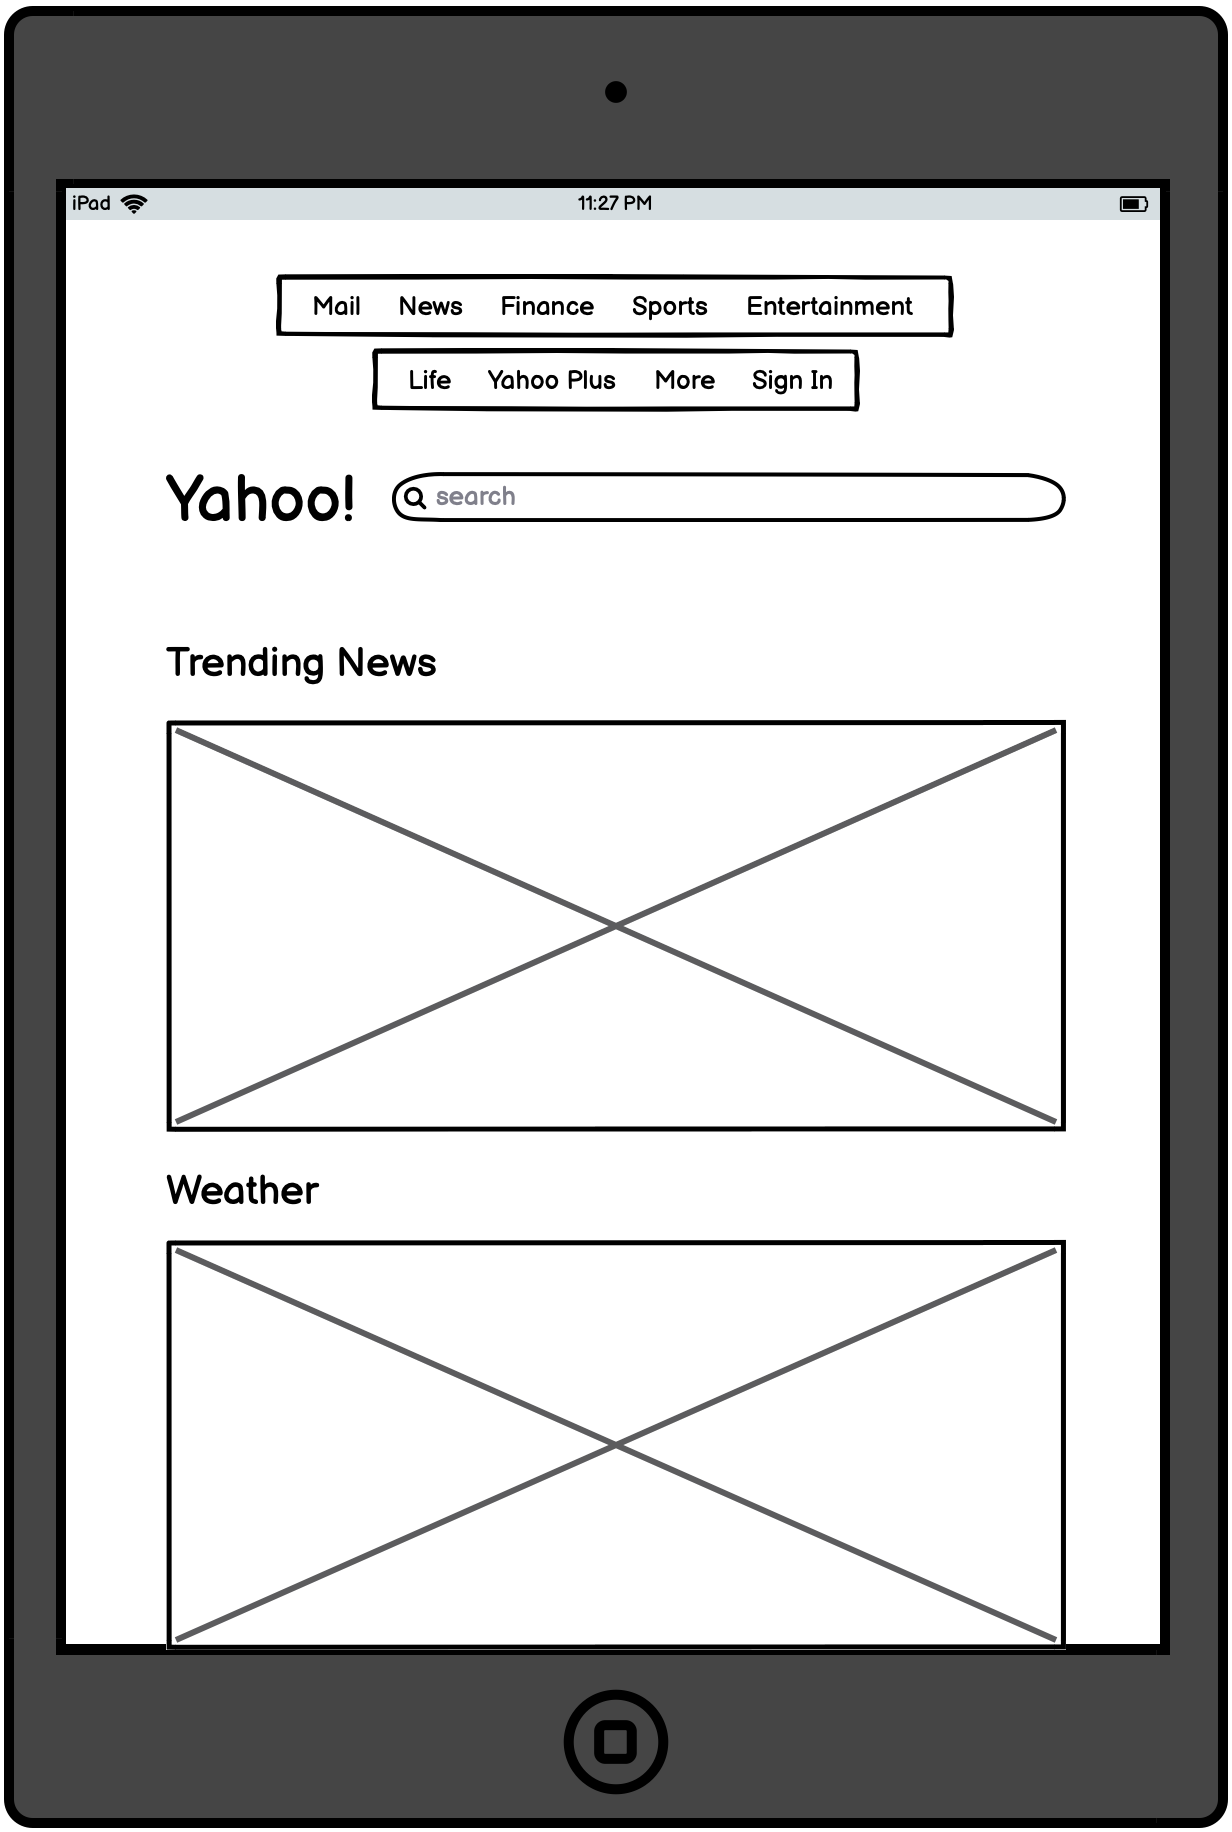 iPad 11:27 PM
Mail News Finance Sports Entertainment
Life Yahoo Plus More Sign In
Yahoo! search
Trending News
Weather